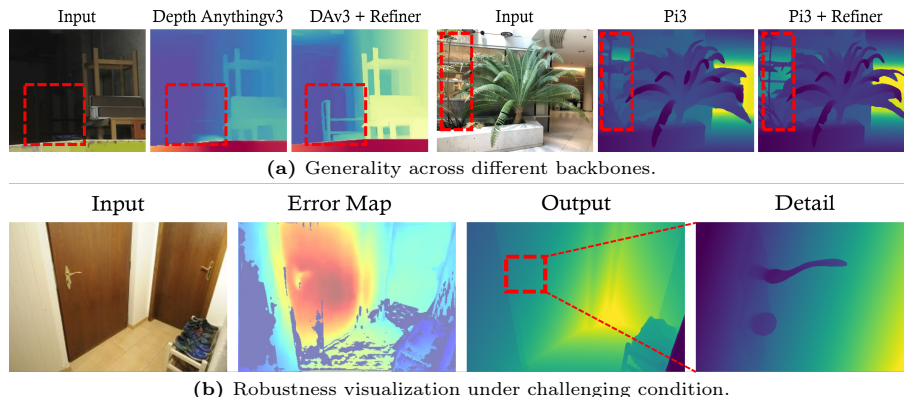 Input Depth Anythingv3 DAv3 + Refiner Input Pi3 Pi3 + Refiner
(a) Generality across different backbones.
Input Error Map Output Detail
(b) Robustness visualization under challenging condition.